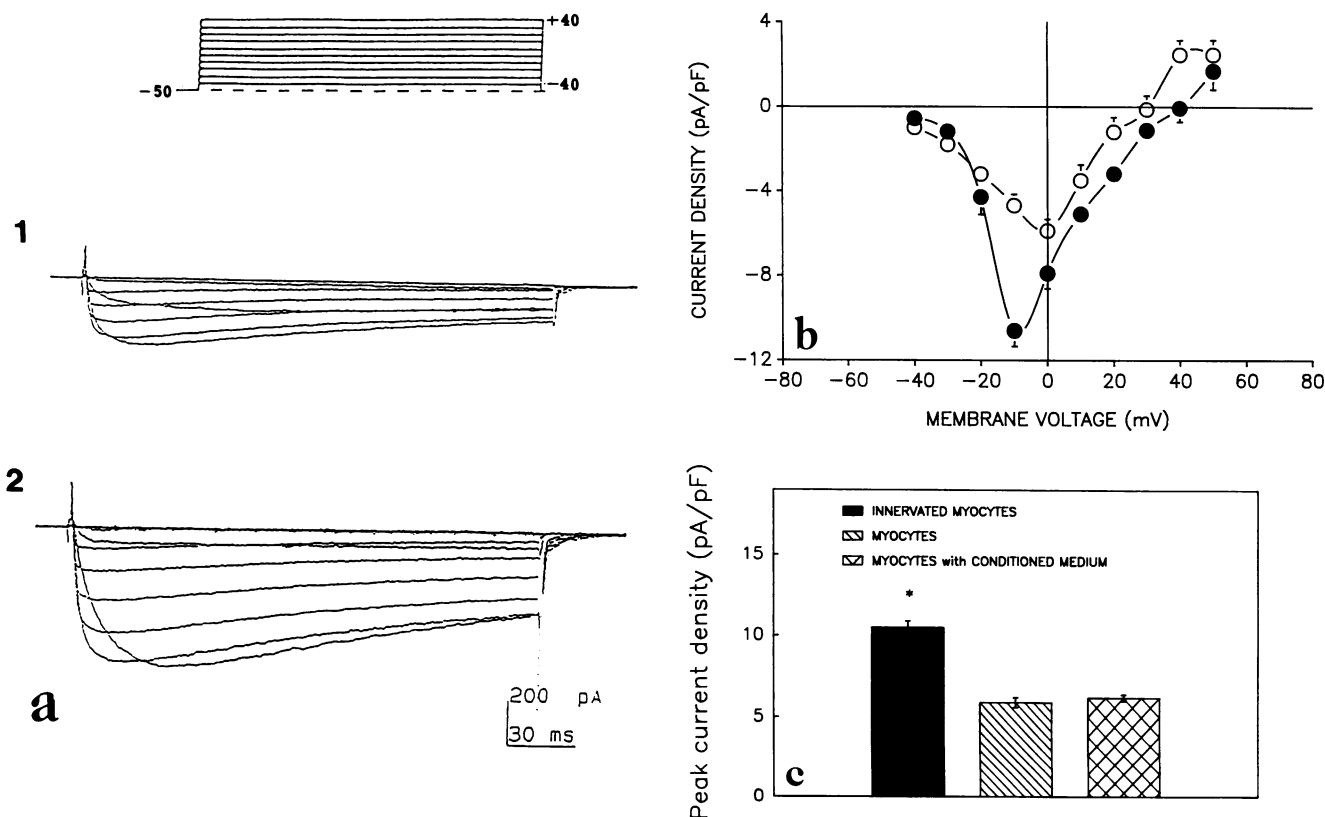 +40
-50
-40
1
2
200 pA
30 ms
a
CURRENT DENSITY (pA/pF)
4
0
−4
−8
−12
−80 −60 −40 −20 0 20 40 60 80
MEMBRANE VOLTAGE (mV)
b
Peak current density (pA/pF)
15
10
5
0
INNERVATED MYOCYTES
MYOCYTES
MYOCYTES with CONDITIONED MEDIUM
*
c